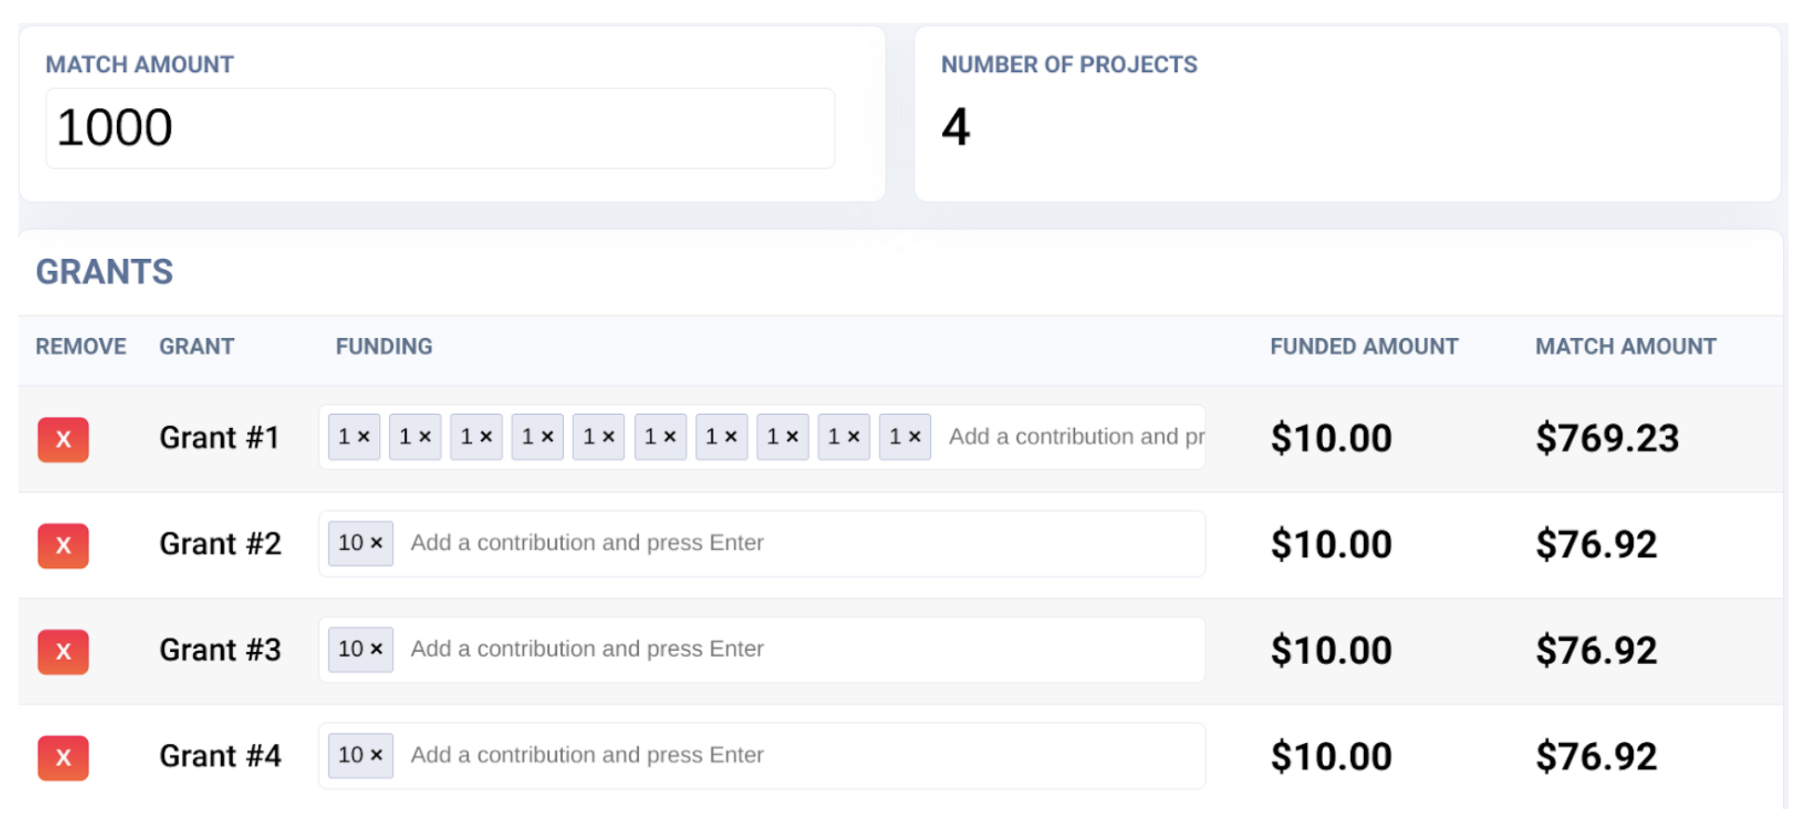 MATCH AMOUNT
1000
NUMBER OF PROJECTS
4
GRANTS
REMOVE GRANT FUNDING FUNDED AMOUNT MATCH AMOUNT
X Grant #1 1 × 1 × 1 × 1 × 1 × 1 × 1 × 1 × 1 × 1 × Add a contribution and pr $10.00 $769.23
X Grant #2 10 × Add a contribution and press Enter $10.00 $76.92
X Grant #3 10 × Add a contribution and press Enter $10.00 $76.92
X Grant #4 10 × Add a contribution and press Enter $10.00 $76.92